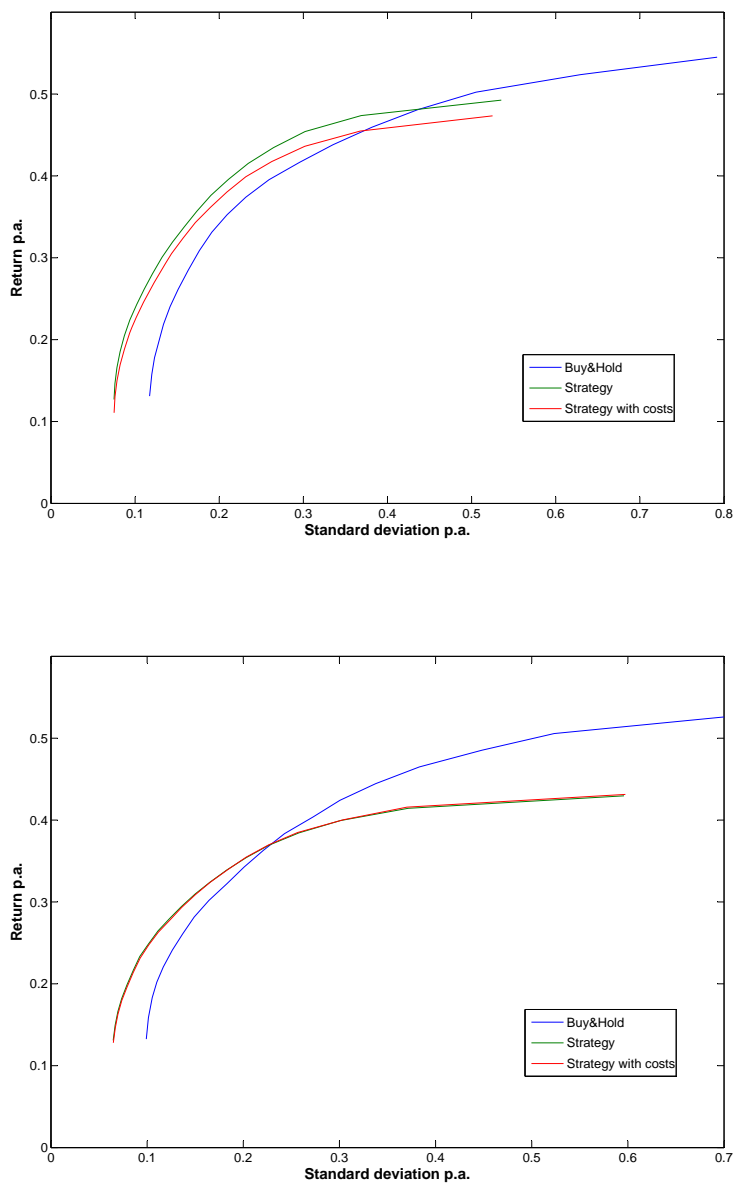 0.5
0.4
0.3
0.2
0.1
0
Return p.a.
Buy&Hold
Strategy
Strategy with costs
0 0.1 0.2 0.3 0.4 0.5 0.6 0.7 0.8
Standard deviation p.a.
0.5
0.4
0.3
0.2
0.1
0
Return p.a.
Buy&Hold
Strategy
Strategy with costs
0 0.1 0.2 0.3 0.4 0.5 0.6 0.7
Standard deviation p.a.